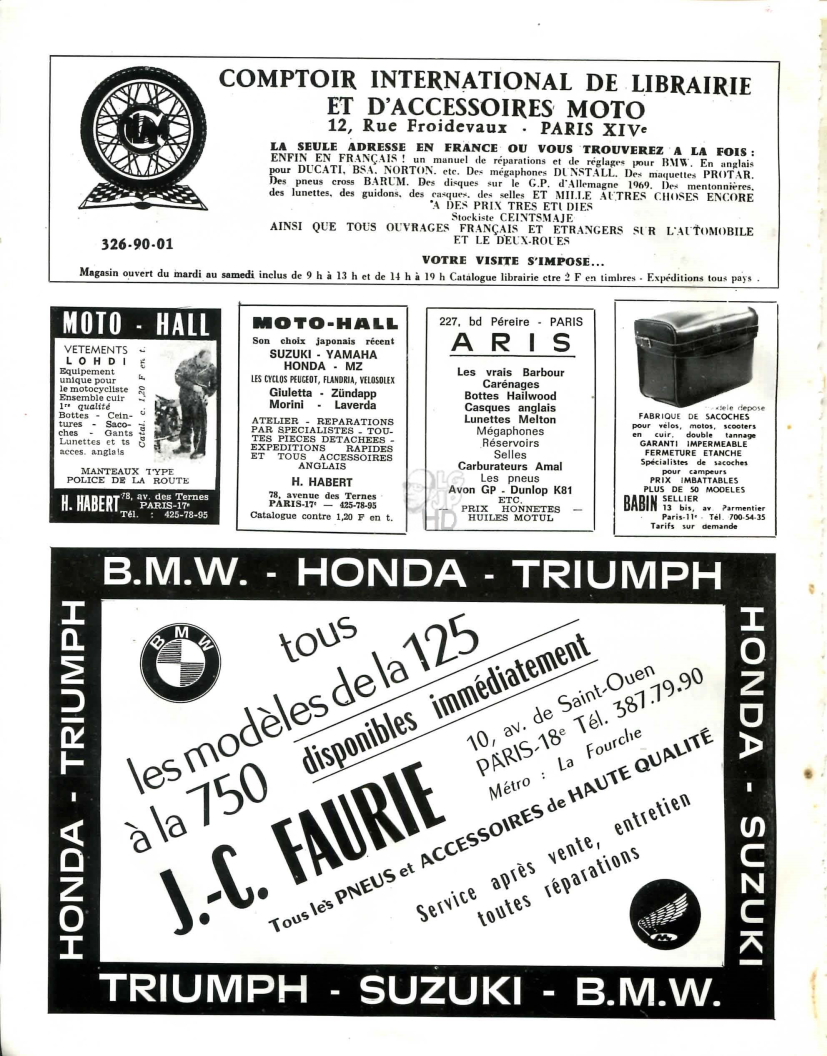 COMPTOIR INTERNATIONAL DE LIBRAIRIE
ET D'ACCESSOIRES MOTO
12, Rue Froidevaux - PARIS XIVe
LA SEULE ADRESSE EN FRANCE OU VOUS TROUVEREZ A LA FOIS :
ENFIN EN FRANÇAIS ! un manuel de réparations et de réglages pour BMW. En anglais
pour DUCATI, BSA, NORTON, etc. Des mégaphones DUNSTALL. Des maquettes PROTAR.
Des pneus cross BARUM. Des disques sur le G.P. d'Allemagne 1969. Des mentonnières,
des lunettes, des guidons, des casques, des selles ET MILLE AUTRES CHOSES ENCORE
A DES PRIX TRES ETUDIES
Stockiste CEINTSMAJE
AINSI QUE TOUS OUVRAGES FRANÇAIS ET ETRANGERS SUR L'AUTOMOBILE
ET LE DEUX-ROUES
326-90-01
VOTRE VISITE S'IMPOSE...
Magasin ouvert du mardi au samedi inclus de 9 h à 13 h et de 14 h à 19 h Catalogue librairie ctre 2 F en timbres - Expéditions tous pays .
MOTO - HALL
VETEMENTS
LOHDI
Equipement
unique pour
le motocycliste
Ensemble cuir
1re qualité
Bottes - Cein-
tures - Saco-
ches - Gants
Lunettes et ts
acces. anglais
Catal. c. 1,20 F en t.
MANTEAUX TYPE
POLICE DE LA ROUTE
H. HABERT
78, av. des Ternes
PARIS-17e
Tél. : 425-78-95
MOTO-HALL
Son choix japonais récent
SUZUKI - YAMAHA
HONDA - MZ
LES CYCLOS PEUGEOT, FLANDRIA, VELOSOLEX
Giuletta - Zündapp
Morini - Laverda
ATELIER - REPARATIONS
PAR SPECIALISTES - TOU-
TES PIECES DETACHEES -
EXPEDITIONS RAPIDES
ET TOUS ACCESSOIRES
ANGLAIS
H. HABERT
78, avenue des Ternes
PARIS-17e — 425-78-95
Catalogue contre 1,20 F en t.
227, bd Péreire - PARIS
ARIS
Les vrais Barbour
Carénages
Bottes Hailwood
Casques anglais
Lunettes Melton
Mégaphones
Réservoirs
Selles
Carburateurs Amal
Les pneus
Avon GP - Dunlop K81
ETC.
— PRIX HONNETES —
HUILES MOTUL
dépose
FABRIQUE DE SACOCHES
pour vélos, motos, scooters
en cuir, double tannage
GARANTI IMPERMEABLE
FERMETURE ETANCHE
Spécialistes de sacoches
pour campeurs
PRIX IMBATTABLES
PLUS DE 50 MODELES
BABIN SELLIER
13 bis, av Parmentier
Paris-11e - Tél. 700-54-35
Tarifs sur demande
B.M.W. - HONDA - TRIUMPH
HONDA - TRIUMPH
HONDA - SUZUKI
BMW
tous
les modèles de la 125
à la 750
disponibles immédiatement
J.-C. FAURIE
10, av. de Saint-Ouen
PARIS-18e Tél. 387.79.90
Métro : La Fourche
Tous les PNEUS et ACCESSOIRES de HAUTE QUALITÉ
Service après vente, entretien
toutes réparations
TRIUMPH - SUZUKI - B.M.W.